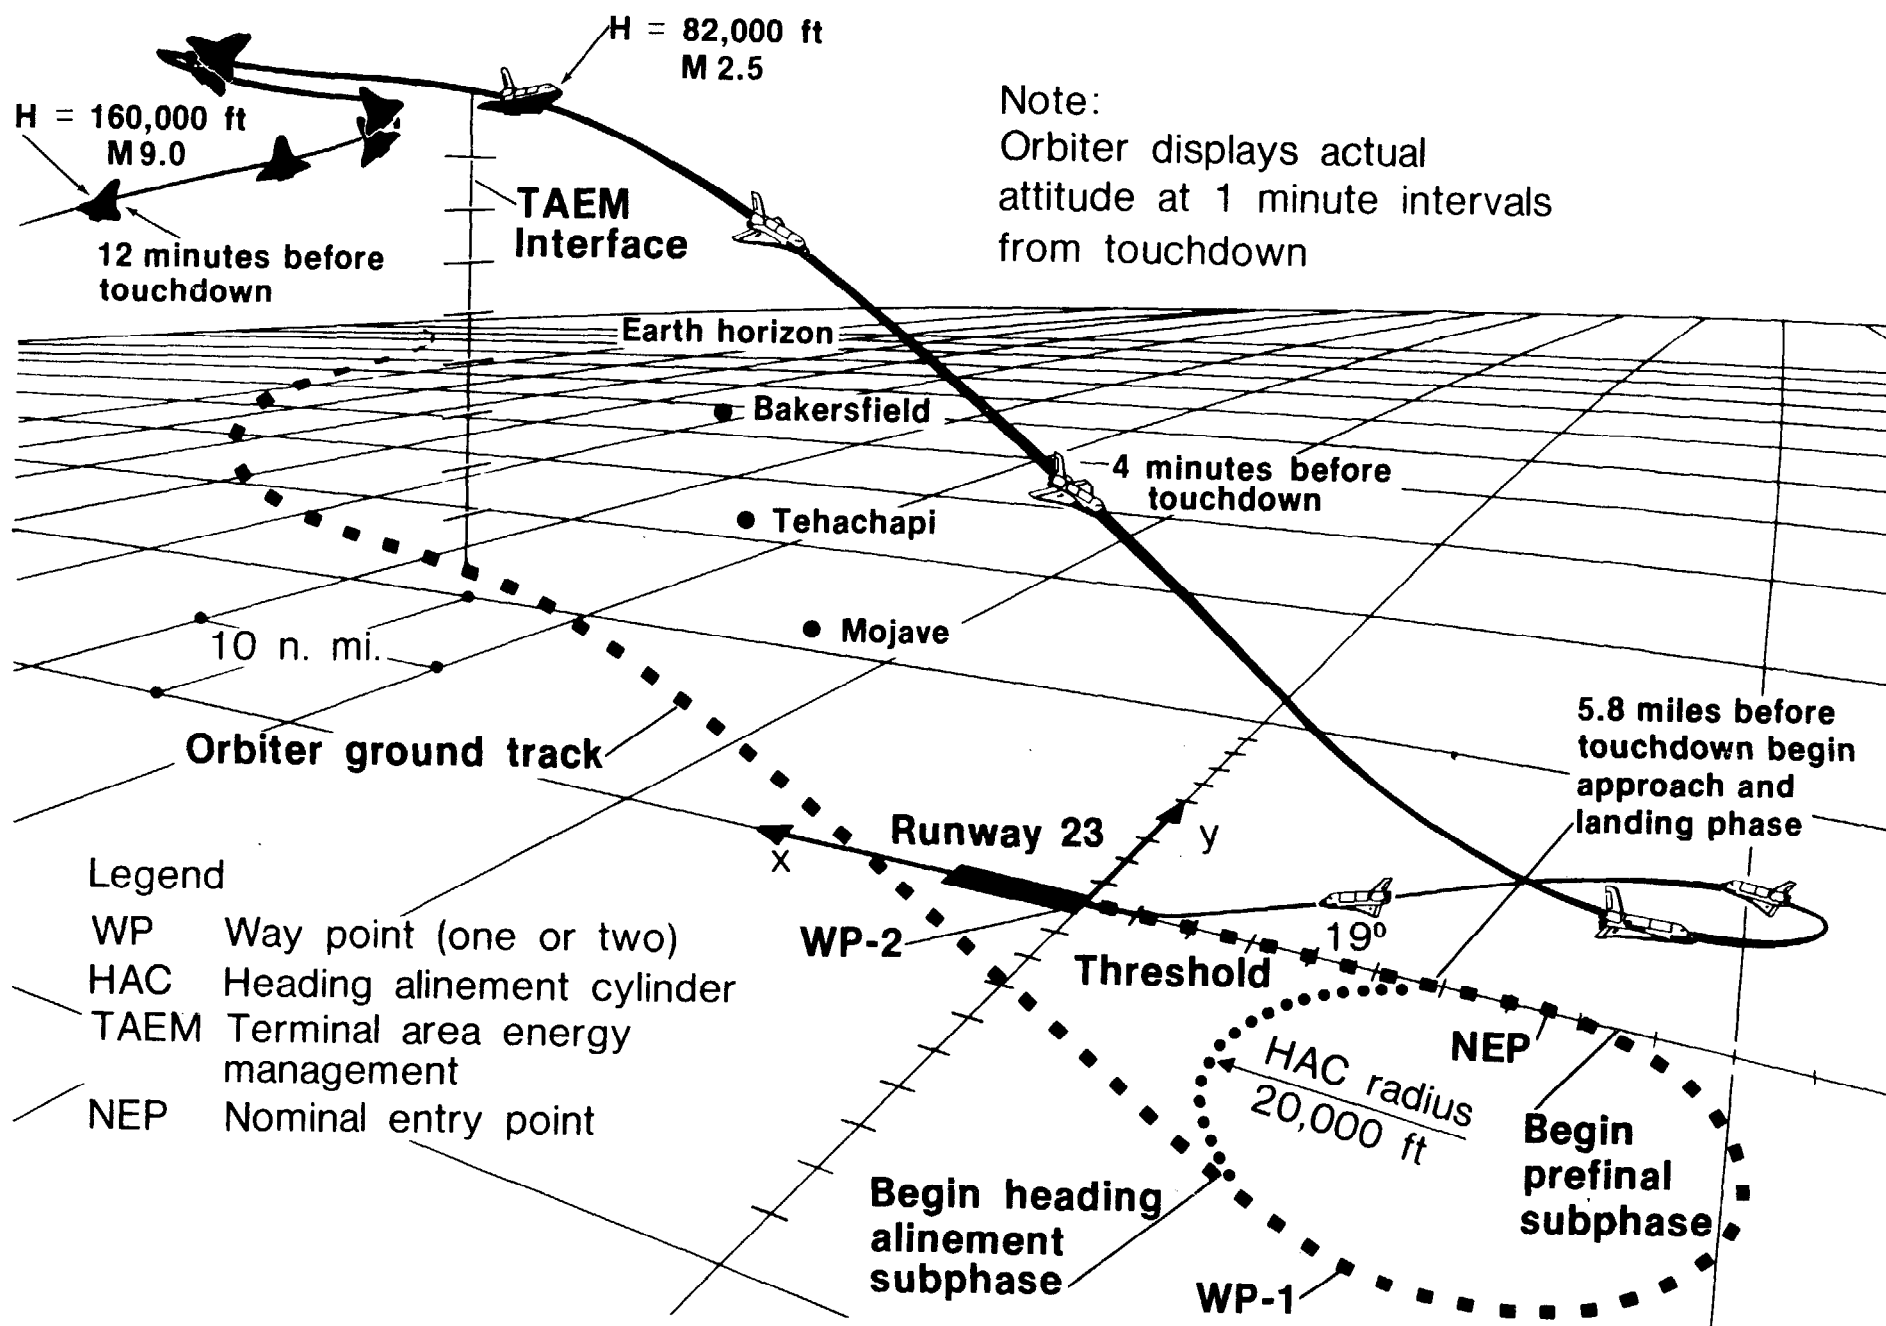 H = 82,000 ft
M 2.5
H = 160,000 ft
M 9.0
12 minutes before
touchdown
TAEM
Interface
Note:
Orbiter displays actual
attitude at 1 minute intervals
from touchdown
Earth horizon
Bakersfield
4 minutes before
touchdown
Tehachapi
Mojave
10 n. mi.
Orbiter ground track
5.8 miles before
touchdown begin
approach and
landing phase
Runway 23
x
y
WP-2
Threshold
19°
NEP
HAC radius
20,000 ft
Begin
prefinal
subphase
Begin heading
alinement
subphase
WP-1
Legend
WP Way point (one or two)
HAC Heading alinement cylinder
TAEM Terminal area energy
management
NEP Nominal entry point